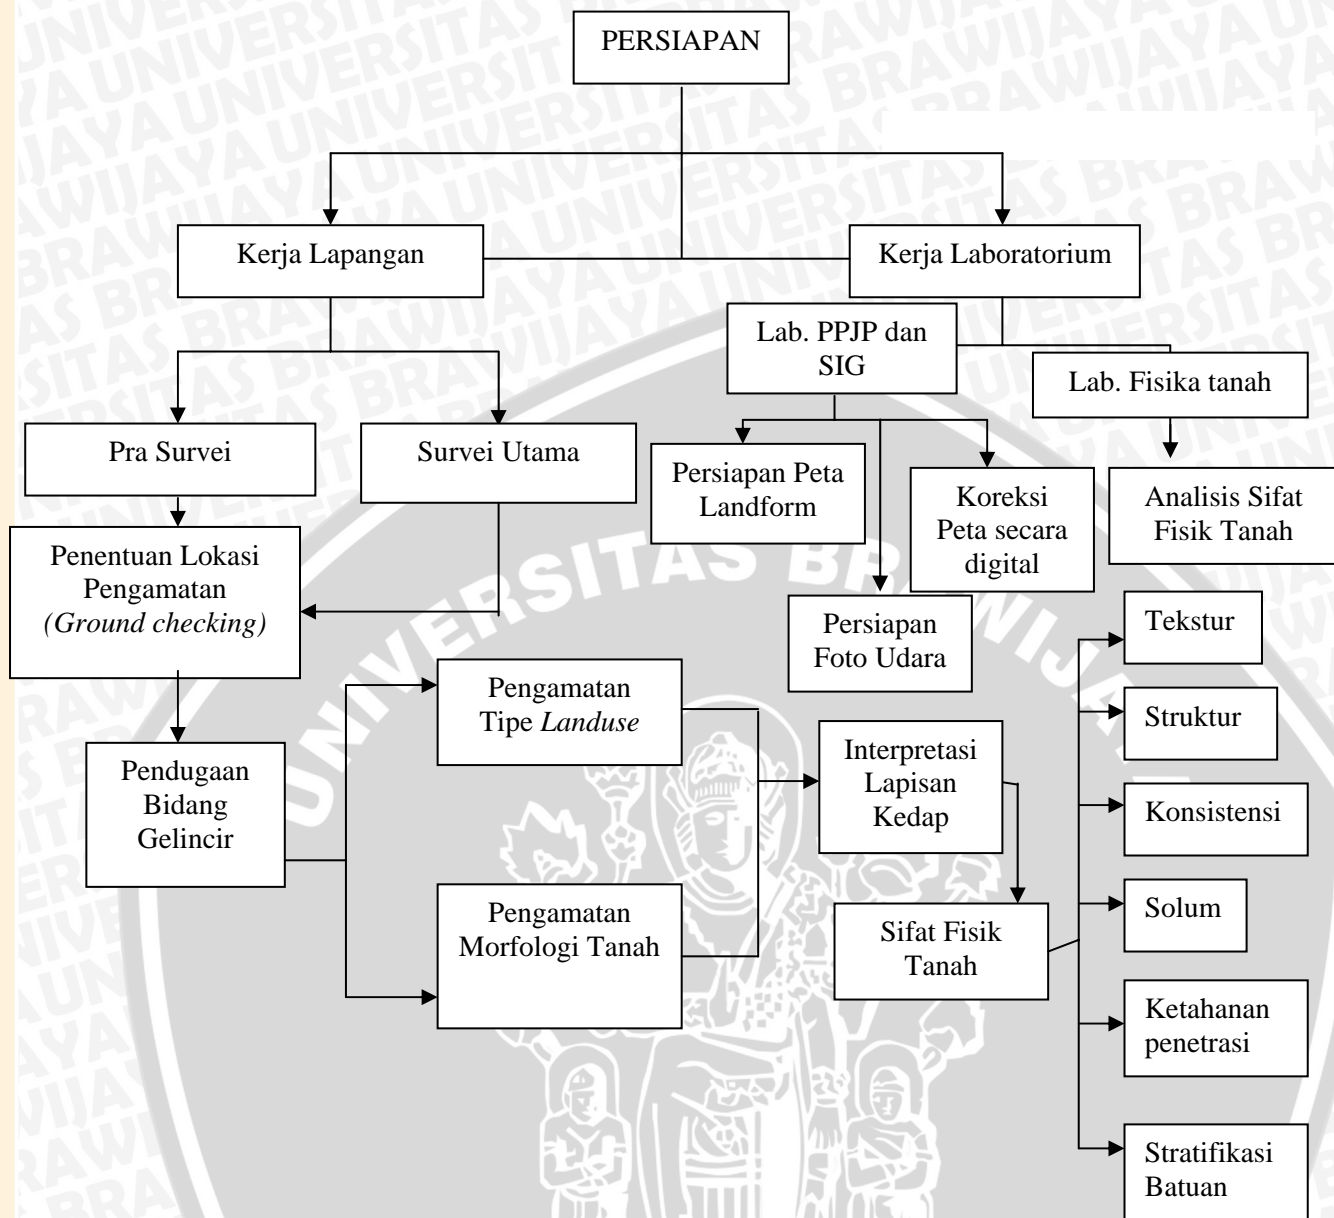 PERSIAPAN
Kerja Lapangan
Kerja Laboratorium
Lab. PPJP dan
SIG
Lab. Fisika tanah
Pra Survei
Survei Utama
Persiapan Peta
Landform
Koreksi
Peta secara
digital
Analisis Sifat
Fisik Tanah
Penentuan Lokasi
Pengamatan
(Ground checking)
Persiapan
Foto Udara
Tekstur
Pengamatan
Tipe Landuse
Struktur
Pendugaan
Bidang
Gelincir
Interpretasi
Lapisan
Kedap
Konsistensi
Pengamatan
Morfologi Tanah
Sifat Fisik
Tanah
Solum
Ketahanan
penetrasi
Stratifikasi
Batuan
UNIVERSITAS BRAWIJAYA